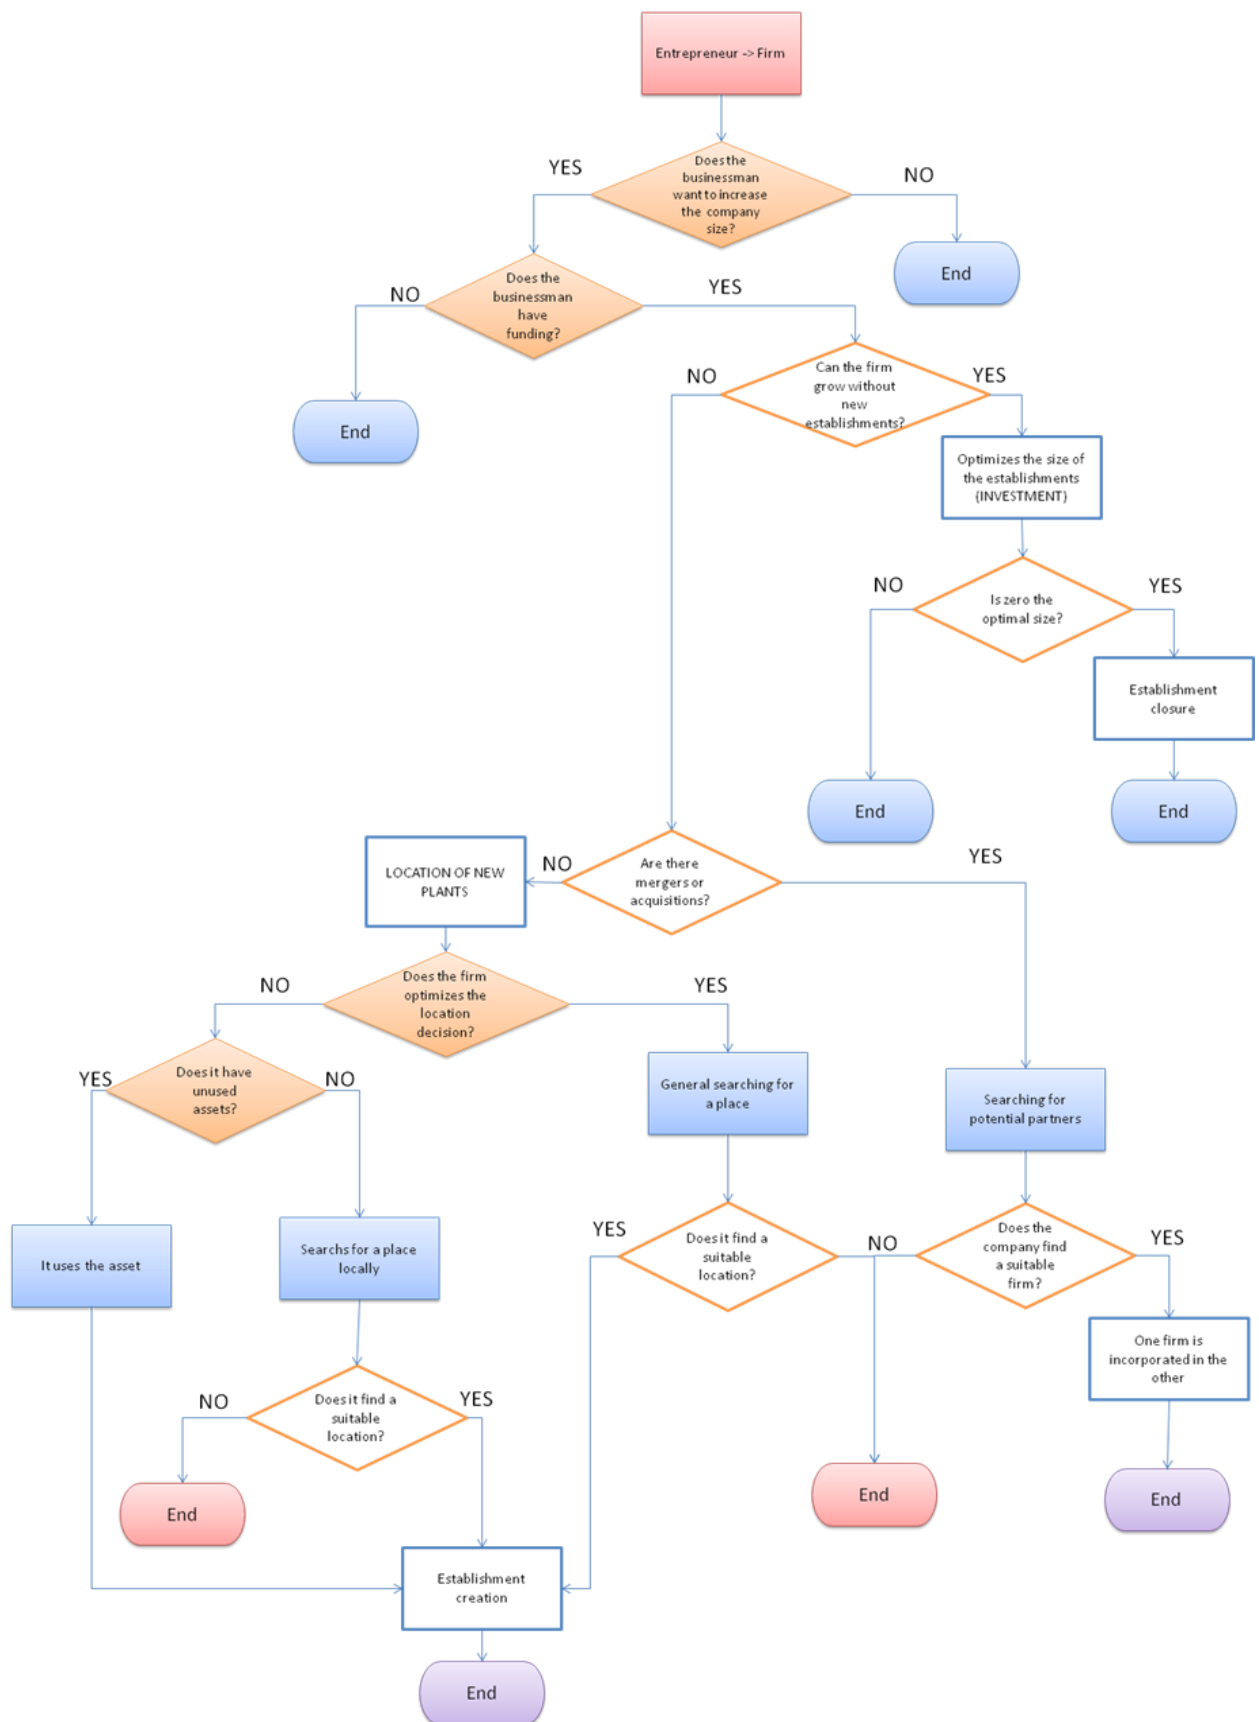 Entrepreneur -> Firm
YES
Does the
businessman
want to increase
the company
size?
NO
End
NO
Does the
businessman
have
funding?
YES
End
NO
Can the firm
grow without
new
establishments?
YES
Optimizes the size of
the establishments
(INVESTMENT)
NO
Is zero the
optimal size?
YES
Establishment
closure
End
End
LOCATION OF NEW
PLANTS
NO
Are there
mergers or
acquisitions?
YES
NO
Does the firm
optimizes the
location
decision?
YES
YES
Does it have
unused
assets?
NO
General searching for
a place
Searching for
potential partners
It uses the asset
Searchs for a place
locally
YES
Does it find a
suitable
location?
NO
Does the
company find
a suitable
firm?
YES
One firm is
incorporated in the
other
NO
Does it find a
suitable
location?
YES
End
End
End
Establishment
creation
End